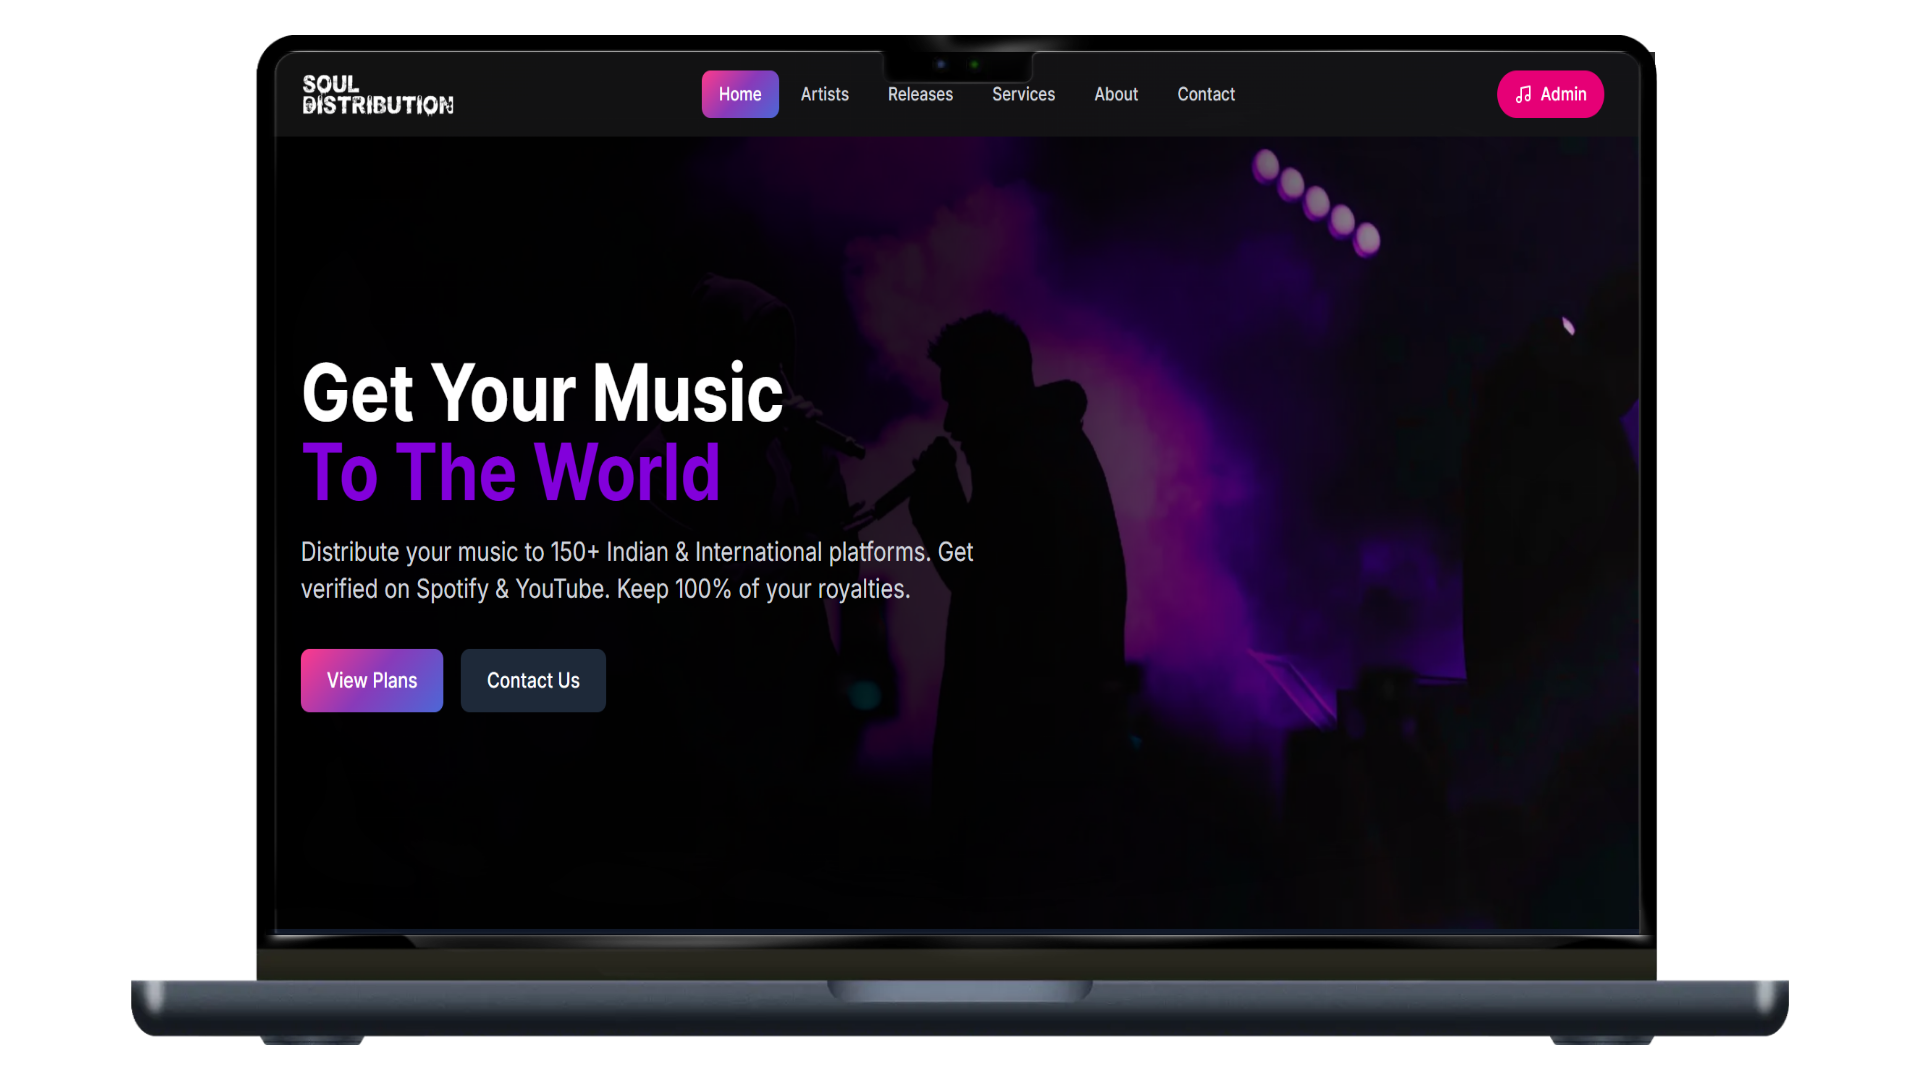 SOUL
DISTRIBUTION
Home
Artists
Releases
Services
About
Contact
Admin
Get Your Music
To The World
Distribute your music to 150+ Indian & International platforms. Get
verified on Spotify & YouTube. Keep 100% of your royalties.
View Plans
Contact Us